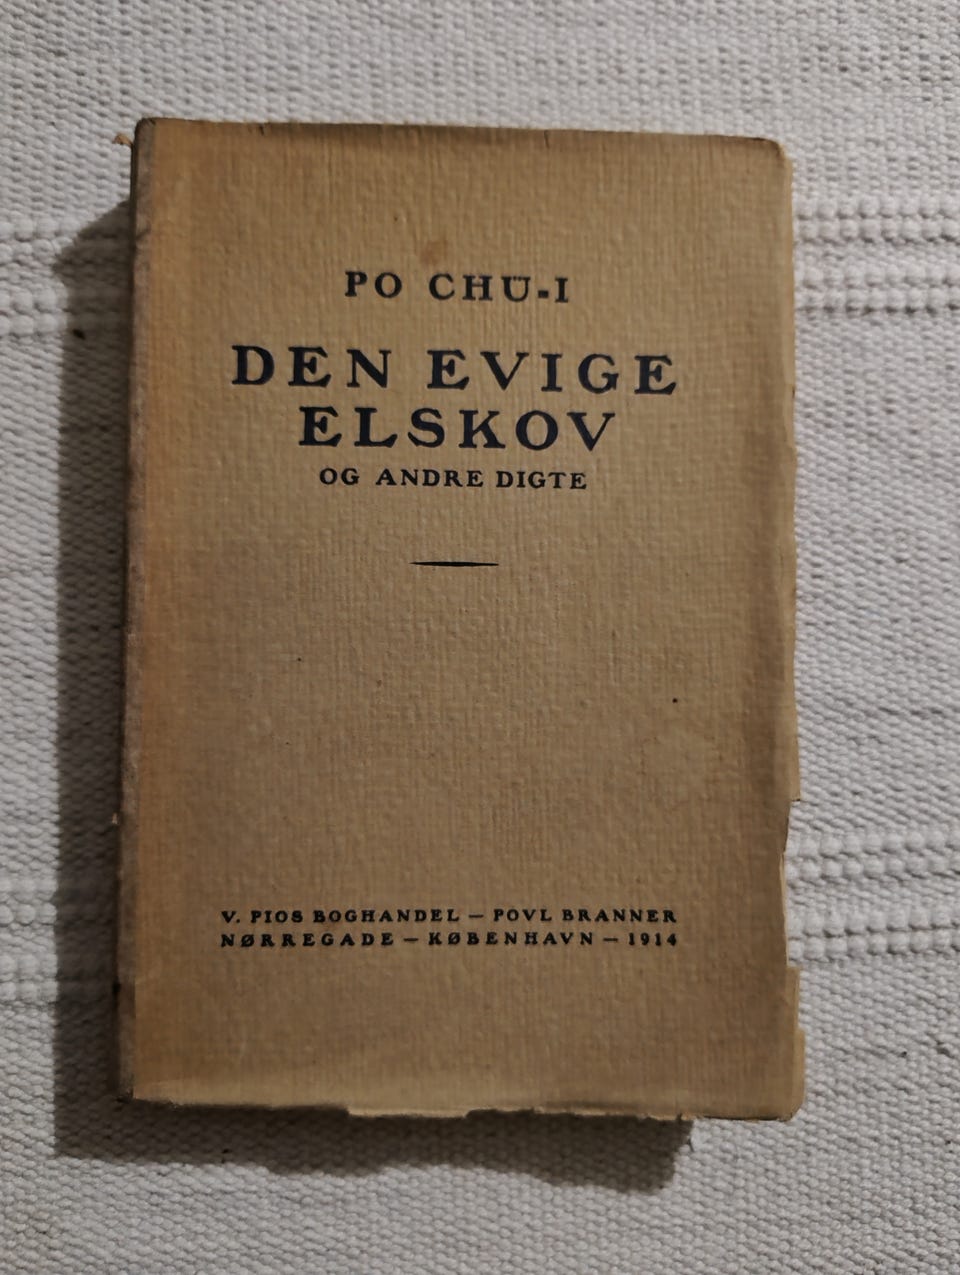 PO CHÜ-I
DEN EVIGE
ELSKOV
OG ANDRE DIGTE
V. PIOS BOGHANDEL — POVL BRANNER
NØRREGADE — KØBENHAVN — 1914